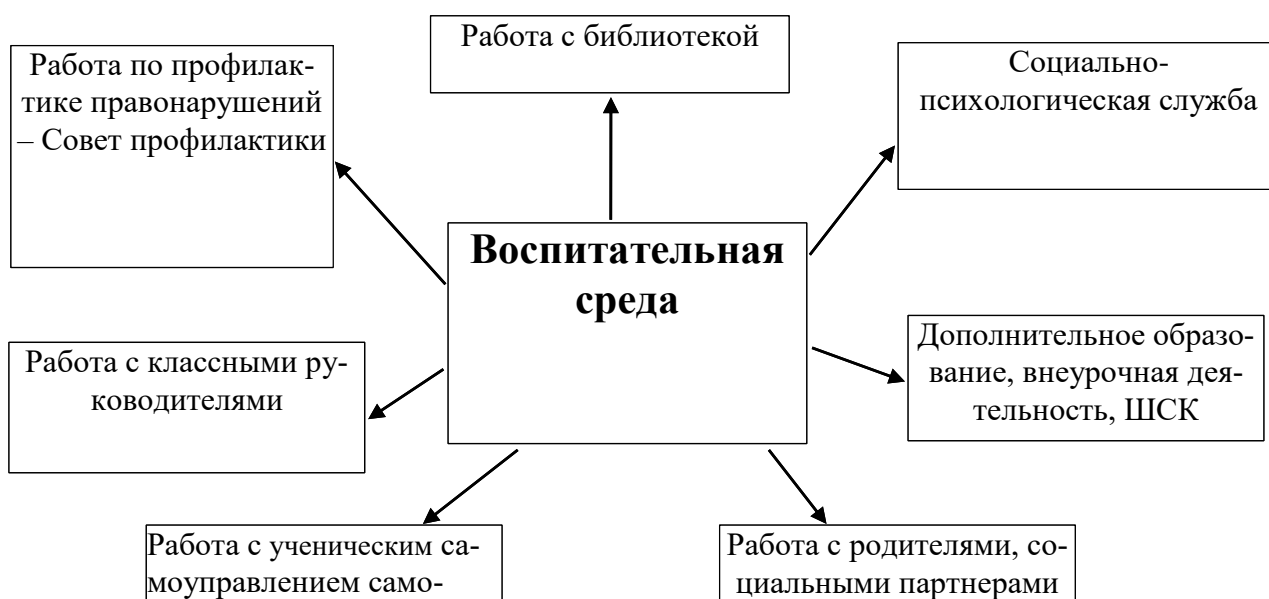 Работа с библиотекой
Работа по профилак-
тике правонарушений
– Совет профилактики
Социально-
психологическая служба
Воспитательная
среда
Работа с классными ру-
ководителями
Дополнительное образо-
вание, внеурочная дея-
тельность, ШСК
Работа с ученическим са-
моуправлением само-
Работа с родителями, со-
циальными партнерами